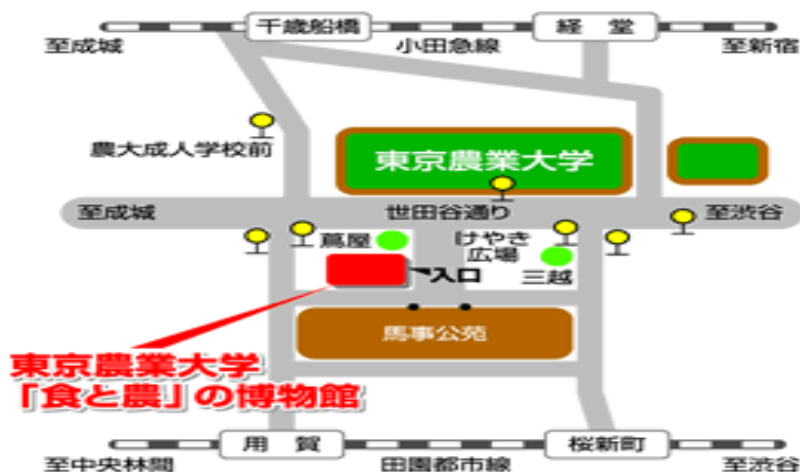 千歳船橋
経 堂
至成城
小田急線
至新宿
農大成人学校前
東京農業大学
至成城
世田谷通り
至渋谷
蔦屋
けやき
広場
入口
三越
馬事公苑
東京農業大学
「食と農」の博物館
用 賀
桜新町
至中央林間
田園都市線
至渋谷